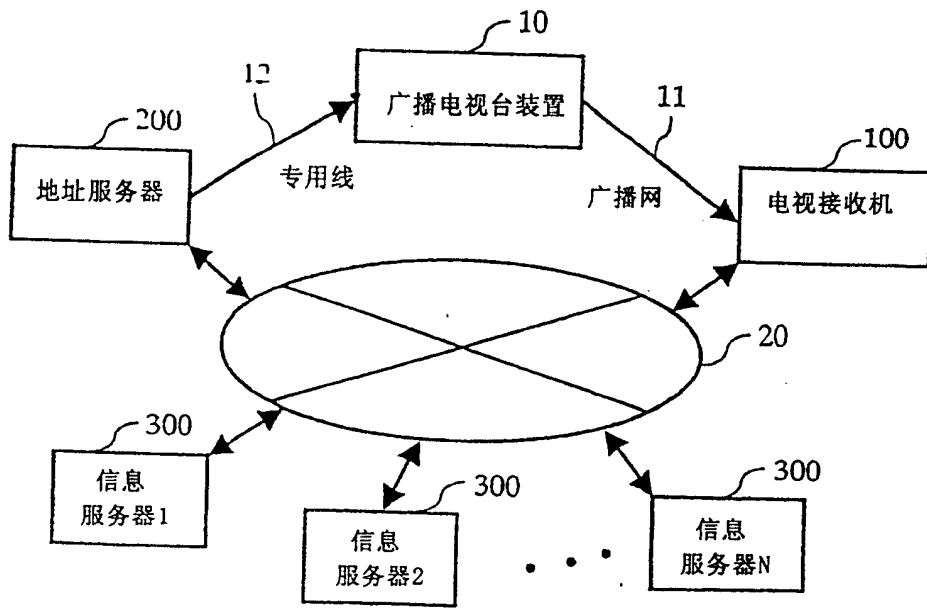 10
广播电视台装置
12
11
200
地址服务器
专用线
广播网
100
电视接收机
20
300
信息
服务器1
300
信息
服务器2
300
信息
服务器N